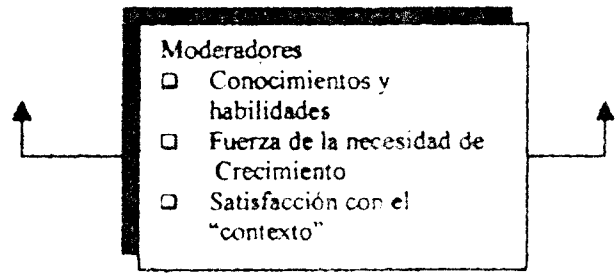 Moderadores
❑ Conocimientos y
habilidades
❑ Fuerza de la necesidad de
Crecimiento
❑ Satisfacción con el
“contexto”